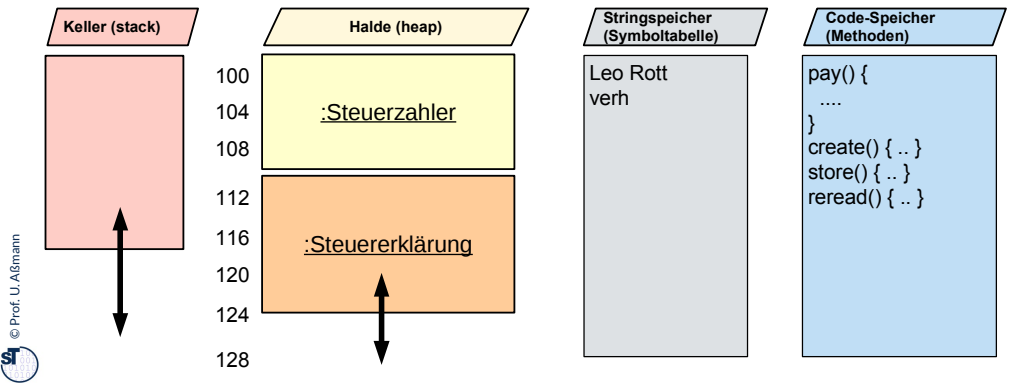 Keller (stack)
Halde (heap)
Stringspeicher
(Symboltabelle)
Code-Speicher
(Methoden)
100
104
108
112
116
120
124
128
:Steuerzahler
:Steuererklärung
Leo Rott
verh
pay() {
....
}
create() { .. }
store() { .. }
reread() { .. }
© Prof. U. Aßmann
ST